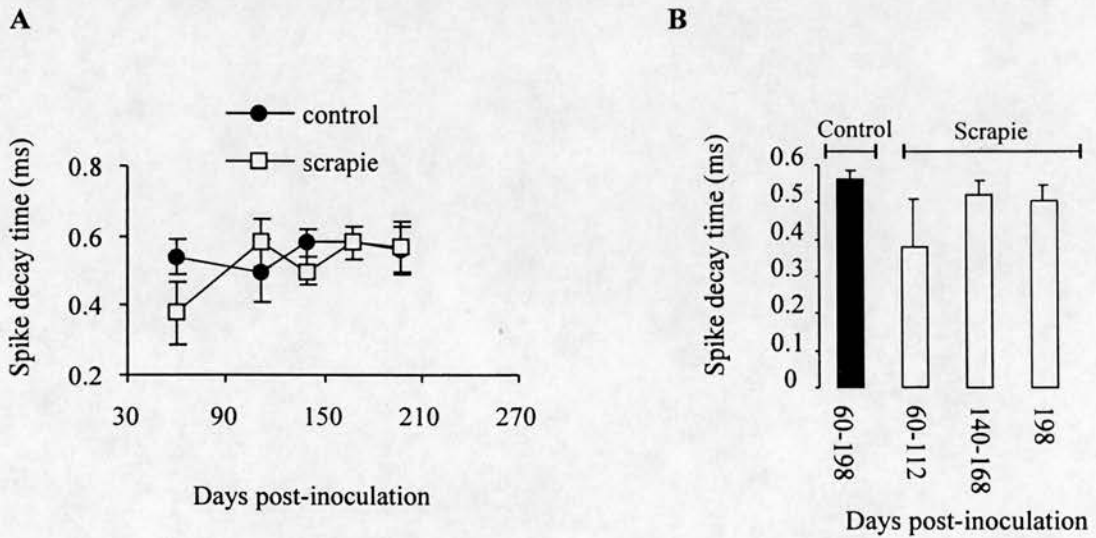 A
control
scrapie
Spike decay time (ms)
0.8
0.6
0.4
0.2
30 90 150 210 270
Days post-inoculation
B
Control Scrapie
Spike decay time (ms)
0.6
0.5
0.4
0.3
0.2
0.1
0
60-198
60-112
140-168
198
Days post-inoculation